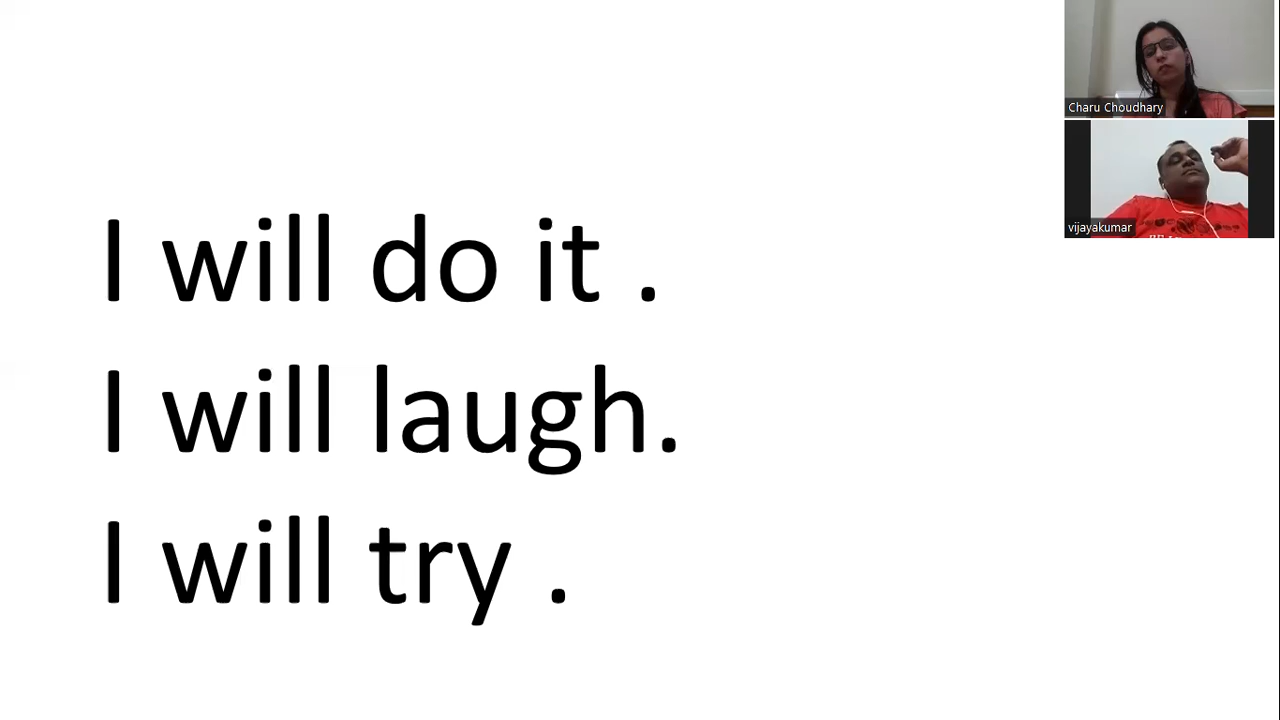 I will do it .
I will laugh.
I will try .
Charu Choudhary
vijayakumar